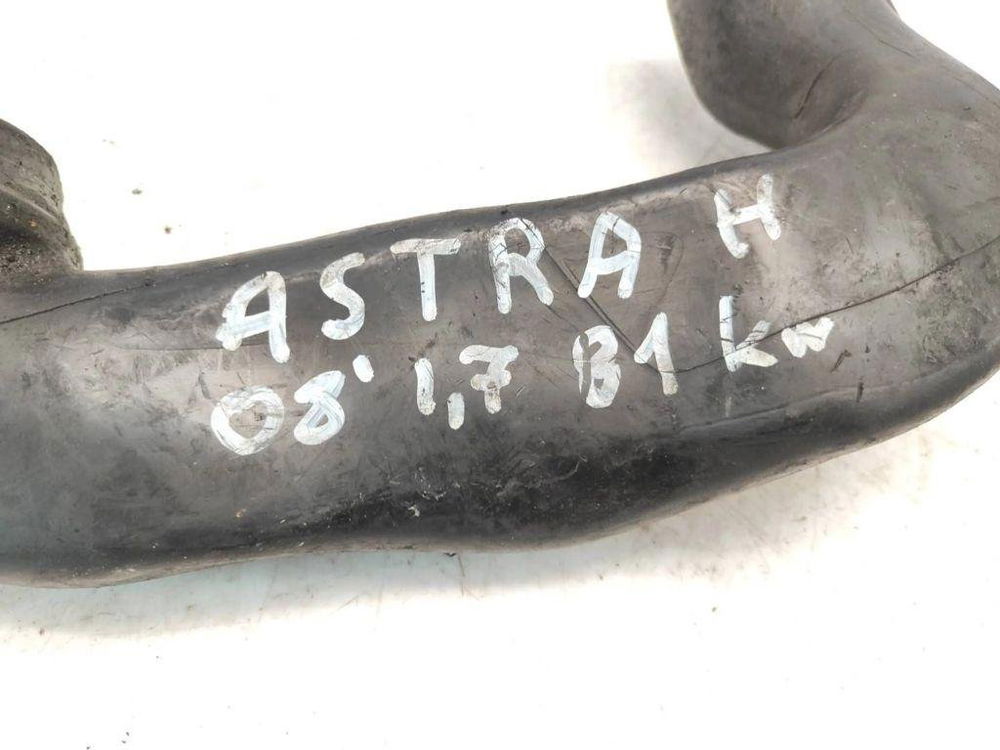 ASTRA H
08' 1,7 81 kw